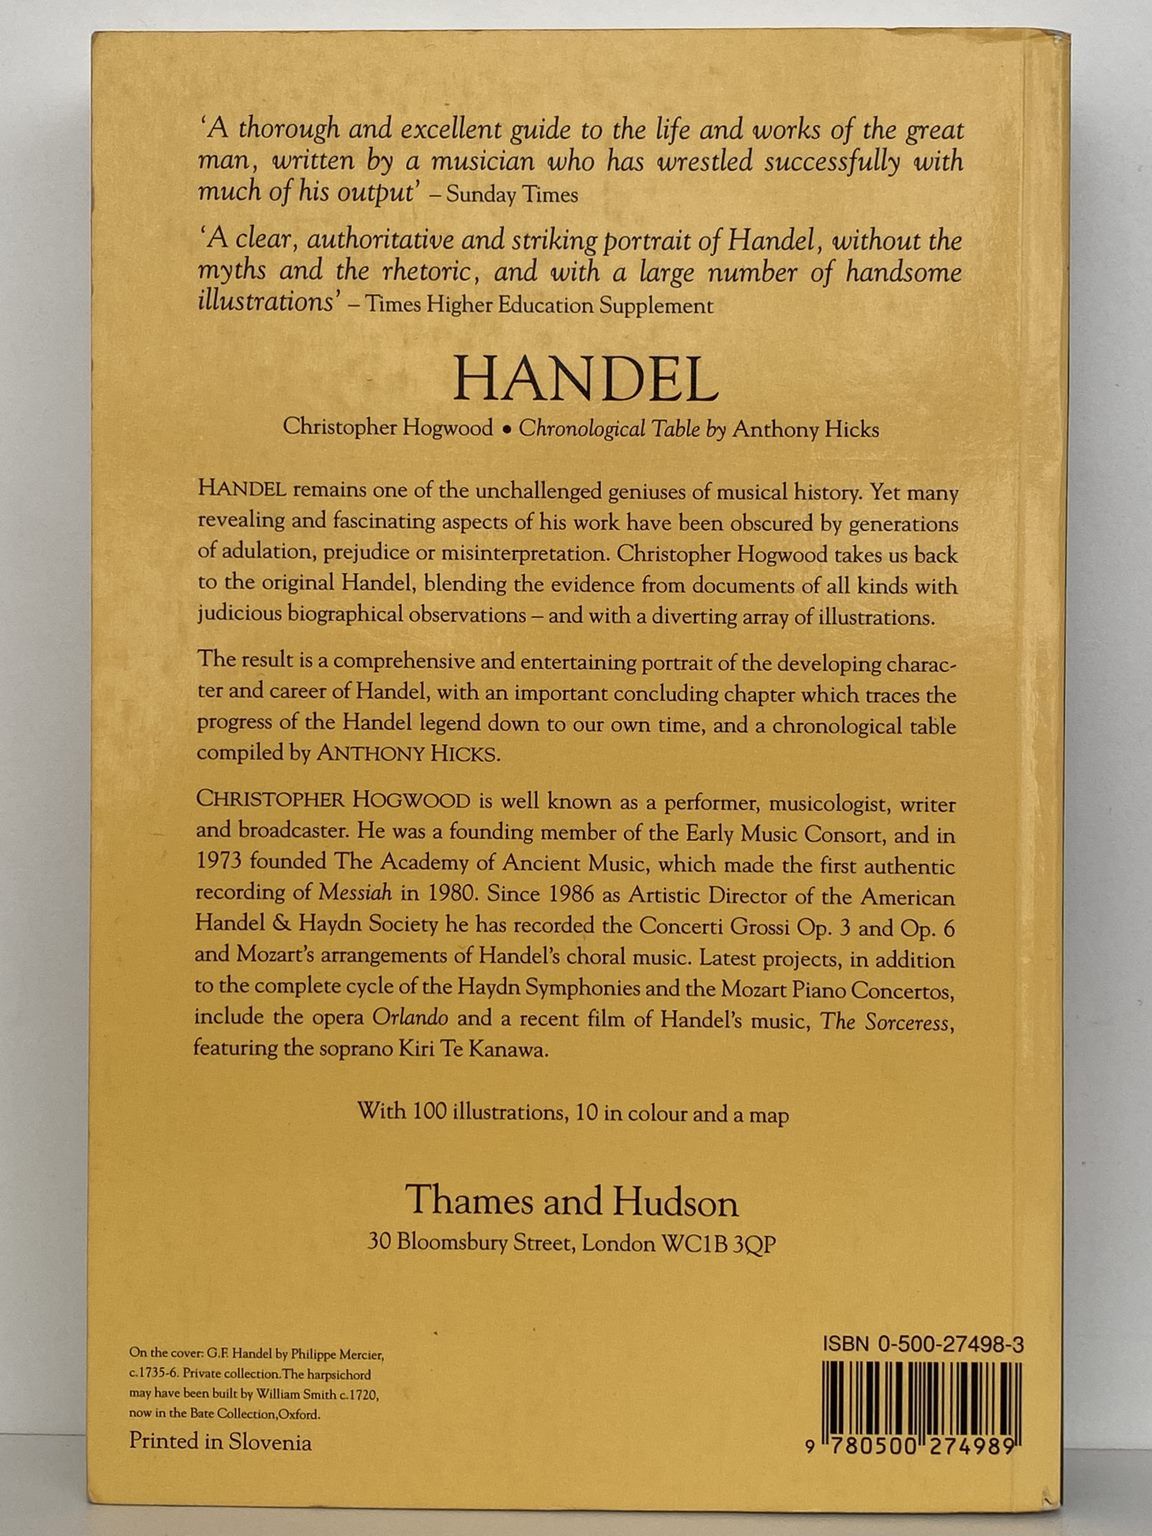 ‘A thorough and excellent guide to the life and works of the great
man, written by a musician who has wrestled successfully with
much of his output’ – Sunday Times
‘A clear, authoritative and striking portrait of Handel, without the
myths and the rhetoric, and with a large number of handsome
illustrations’ – Times Higher Education Supplement
HANDEL
Christopher Hogwood • Chronological Table by Anthony Hicks
HANDEL remains one of the unchallenged geniuses of musical history. Yet many
revealing and fascinating aspects of his work have been obscured by generations
of adulation, prejudice or misinterpretation. Christopher Hogwood takes us back
to the original Handel, blending the evidence from documents of all kinds with
judicious biographical observations – and with a diverting array of illustrations.
The result is a comprehensive and entertaining portrait of the developing charac-
ter and career of Handel, with an important concluding chapter which traces the
progress of the Handel legend down to our own time, and a chronological table
compiled by ANTHONY HICKS.
CHRISTOPHER HOGWOOD is well known as a performer, musicologist, writer
and broadcaster. He was a founding member of the Early Music Consort, and in
1973 founded The Academy of Ancient Music, which made the first authentic
recording of Messiah in 1980. Since 1986 as Artistic Director of the American
Handel & Haydn Society he has recorded the Concerti Grossi Op. 3 and Op. 6
and Mozart’s arrangements of Handel’s choral music. Latest projects, in addition
to the complete cycle of the Haydn Symphonies and the Mozart Piano Concertos,
include the opera Orlando and a recent film of Handel’s music, The Sorceress,
featuring the soprano Kiri Te Kanawa.
With 100 illustrations, 10 in colour and a map
Thames and Hudson
30 Bloomsbury Street, London WC1B 3QP
On the cover: G.F. Handel by Philippe Mercier,
c.1735-6. Private collection.The harpsichord
may have been built by William Smith c.1720,
now in the Bate Collection,Oxford.
Printed in Slovenia
ISBN 0-500-27498-3
9 780500 274989